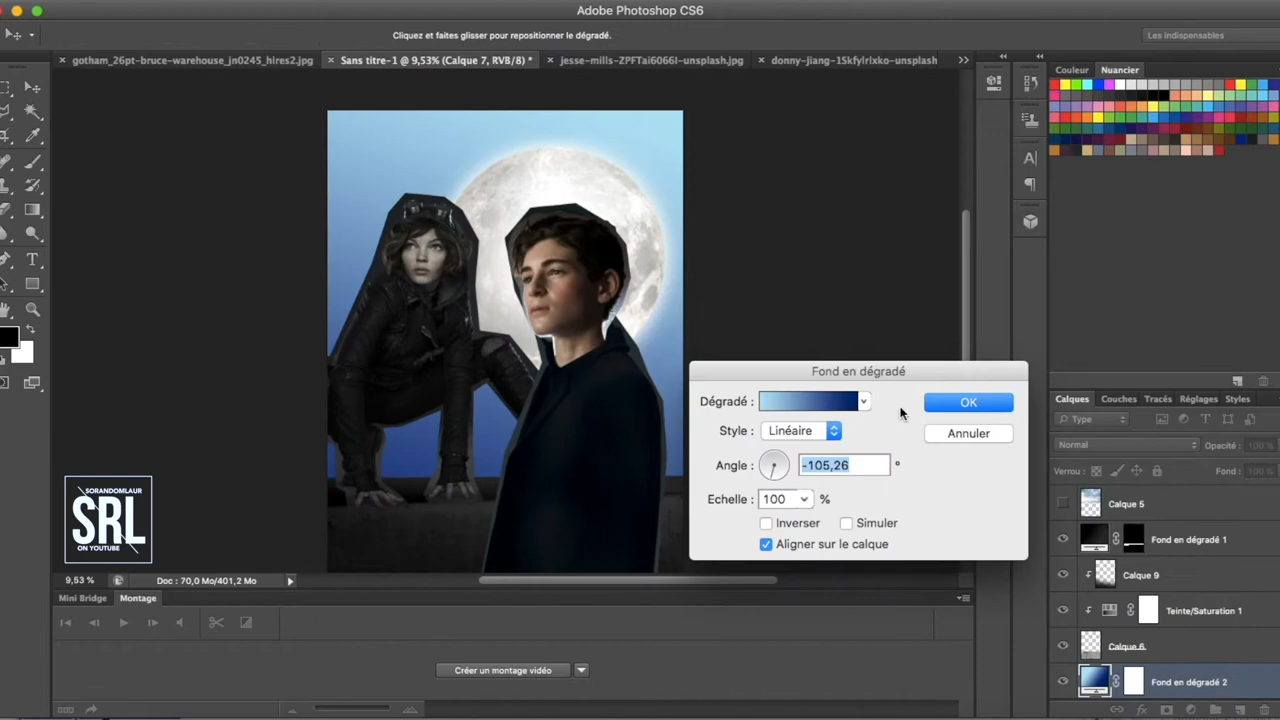 Adobe Photoshop CS6
Cliquez et faites glisser pour repositionner le dégradé.
Les indispensables
gotham_26pt-bruce-warehouse_jn0245_hires2.jpg
Sans titre-1 @ 9,53% (Calque 7, RVB/8) *
jesse-mills-ZPFTai6066I-unsplash.jpg
donny-jiang-1Skfylrlxko-unsplash
Couleur
Nuancier
Fond en dégradé
Dégradé :
OK
Style :
Linéaire
Annuler
Angle :
-105,26
°
Echelle :
100
%
Inverser
Simuler
Aligner sur le calque
Calques
Couches
Tracés
Réglages
Styles
Type
Normal
Opacité :
100 %
Verrou :
Fond :
100 %
Calque 5
Fond en dégradé 1
Calque 9
Teinte/Saturation 1
Calque 6
Fond en dégradé 2
SORANDOMLAUR
SRL
ON YOUTUBE
9,53 %
Doc : 70,0 Mo/401,2 Mo
Mini Bridge
Montage
Créer un montage vidéo